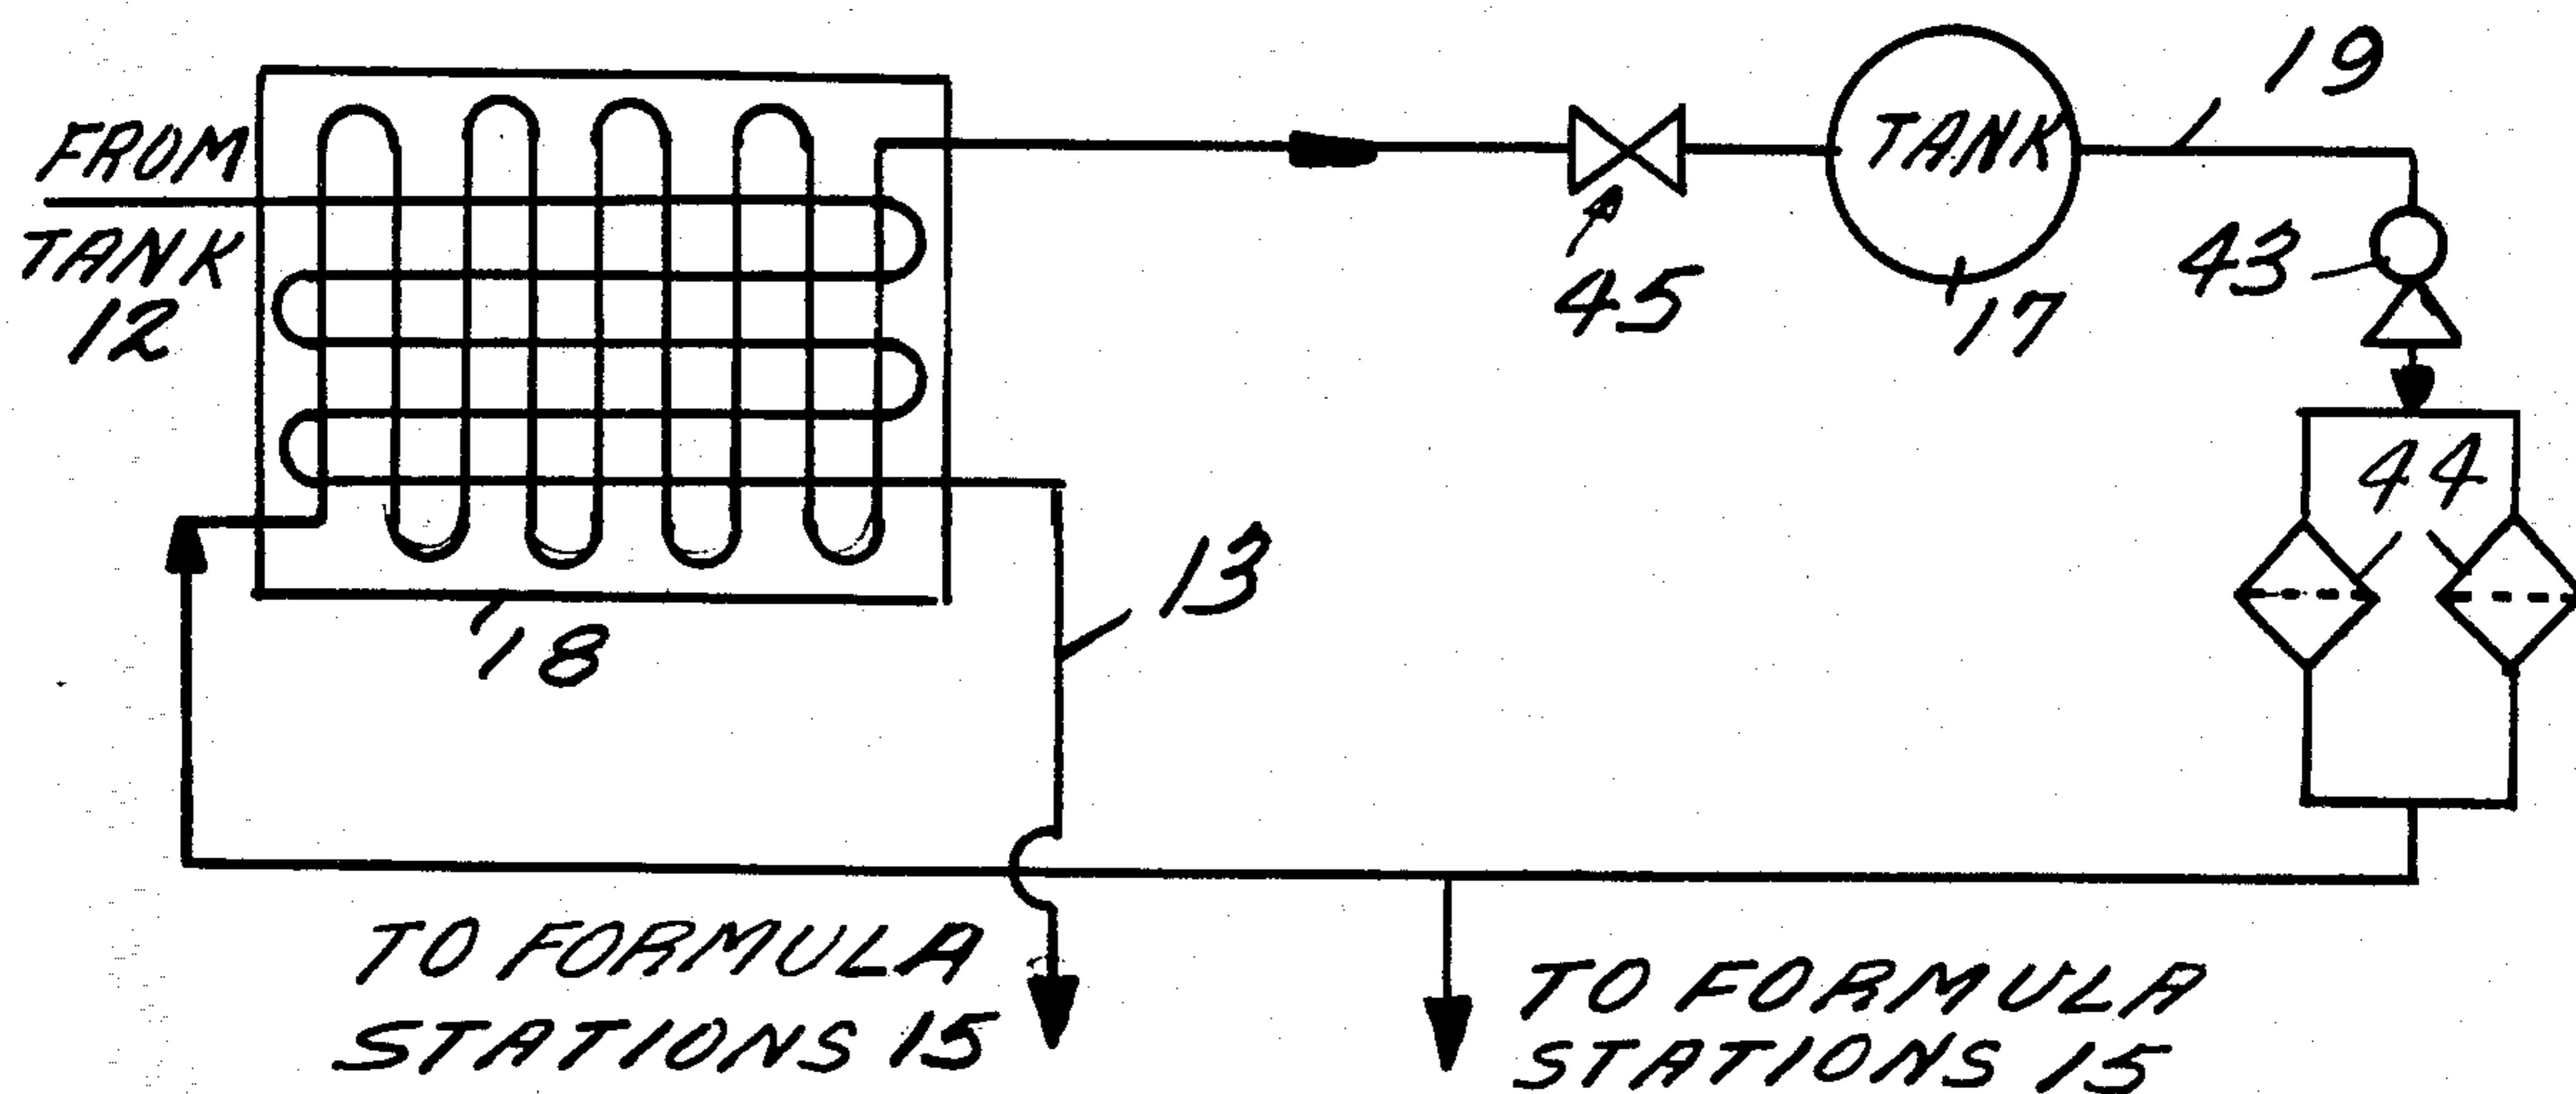 FROM
TANK
12
18
13
45
TANK
17
19
43
44
TO FORMULA
STATIONS 15
TO FORMULA
STATIONS 15